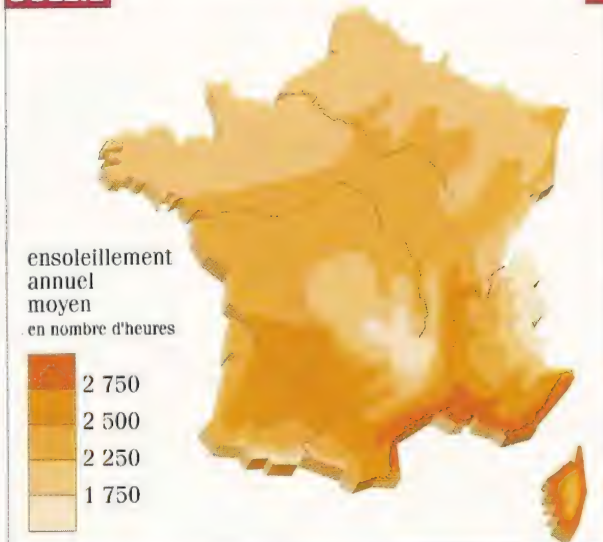 ensoleillement
annuel
moyen
en nombre d'heures
2 750
2 500
2 250
1 750